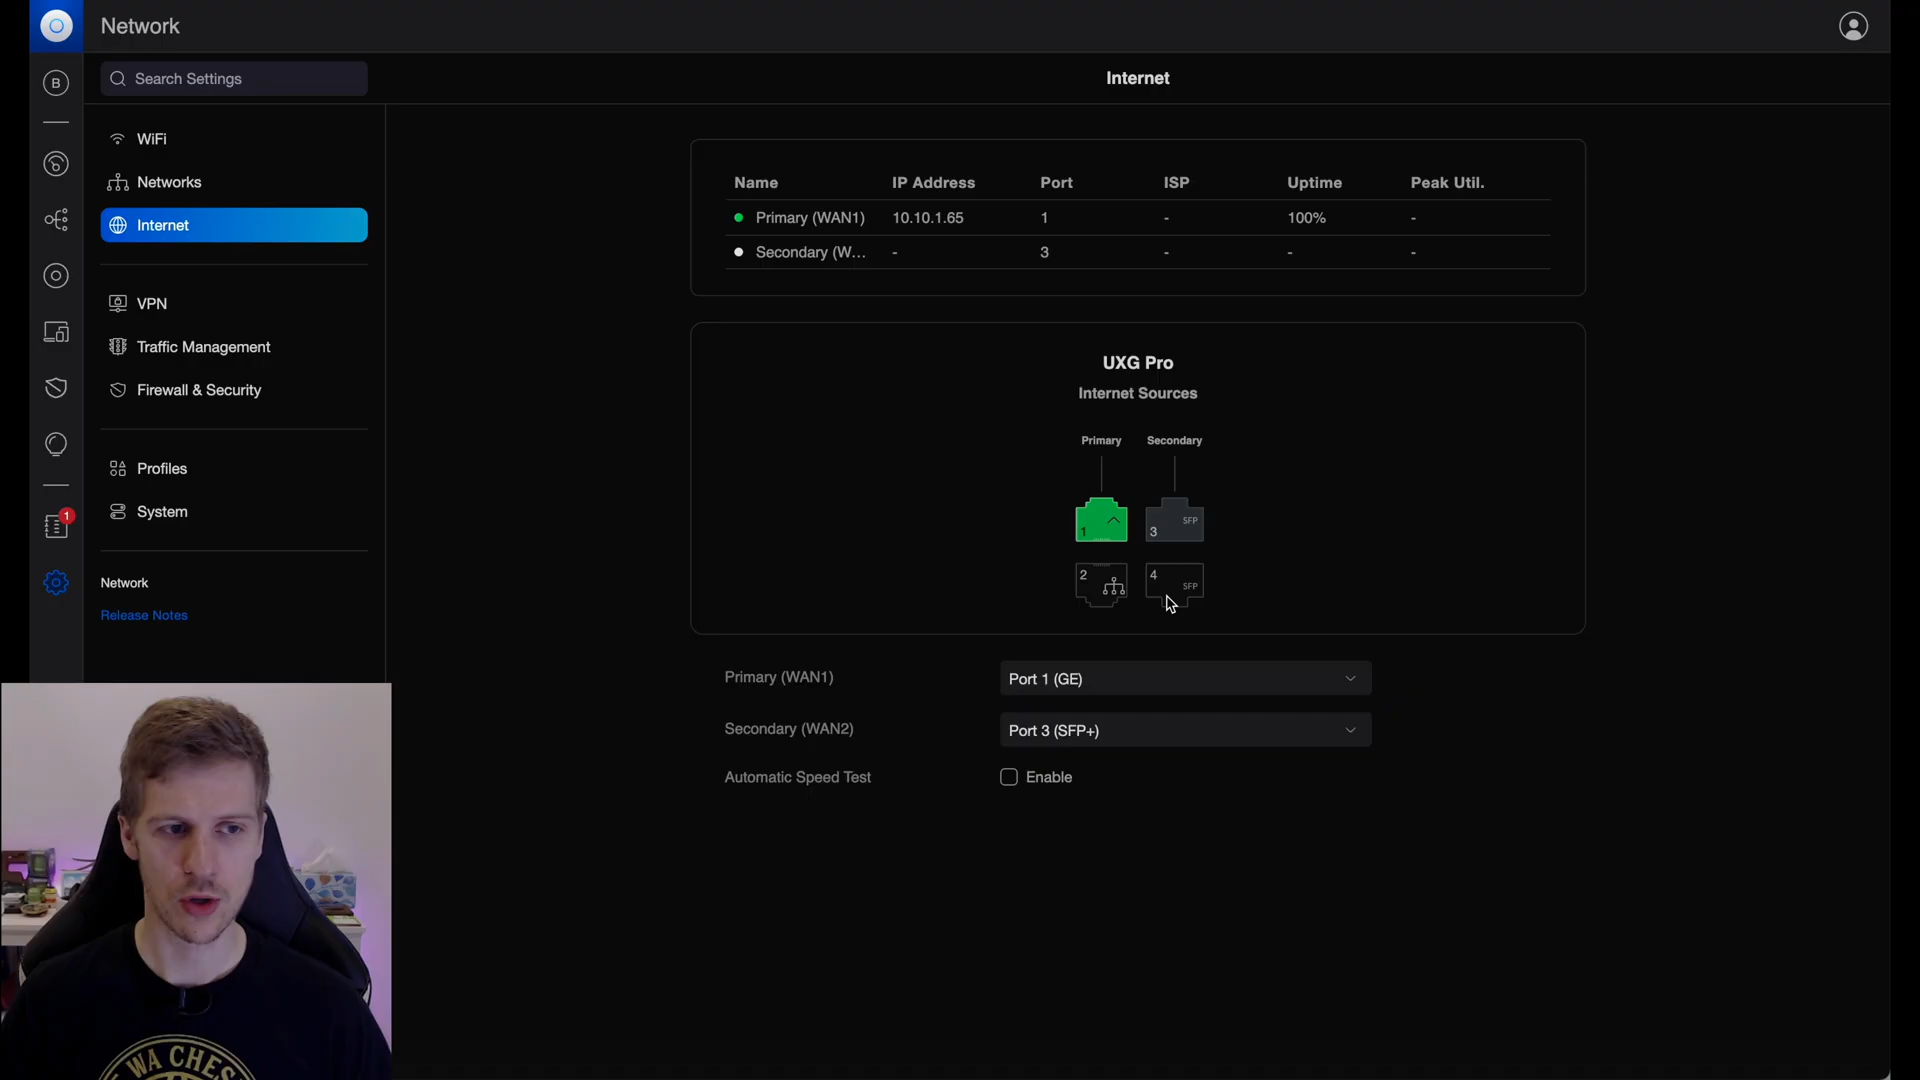 Network
B
Search Settings
Internet
WiFi
Networks
Internet
VPN
Traffic Management
Firewall & Security
Profiles
System
1
Network
Release Notes
Name IP Address Port ISP Uptime Peak Util.
Primary (WAN1) 10.10.1.65 1 - 100% -
Secondary (W... - 3 - - -
UXG Pro
Internet Sources
Primary Secondary
1 3 SFP
2 4 SFP
Primary (WAN1) Port 1 (GE)
Secondary (WAN2) Port 3 (SFP+)
Automatic Speed Test Enable
WA CHES